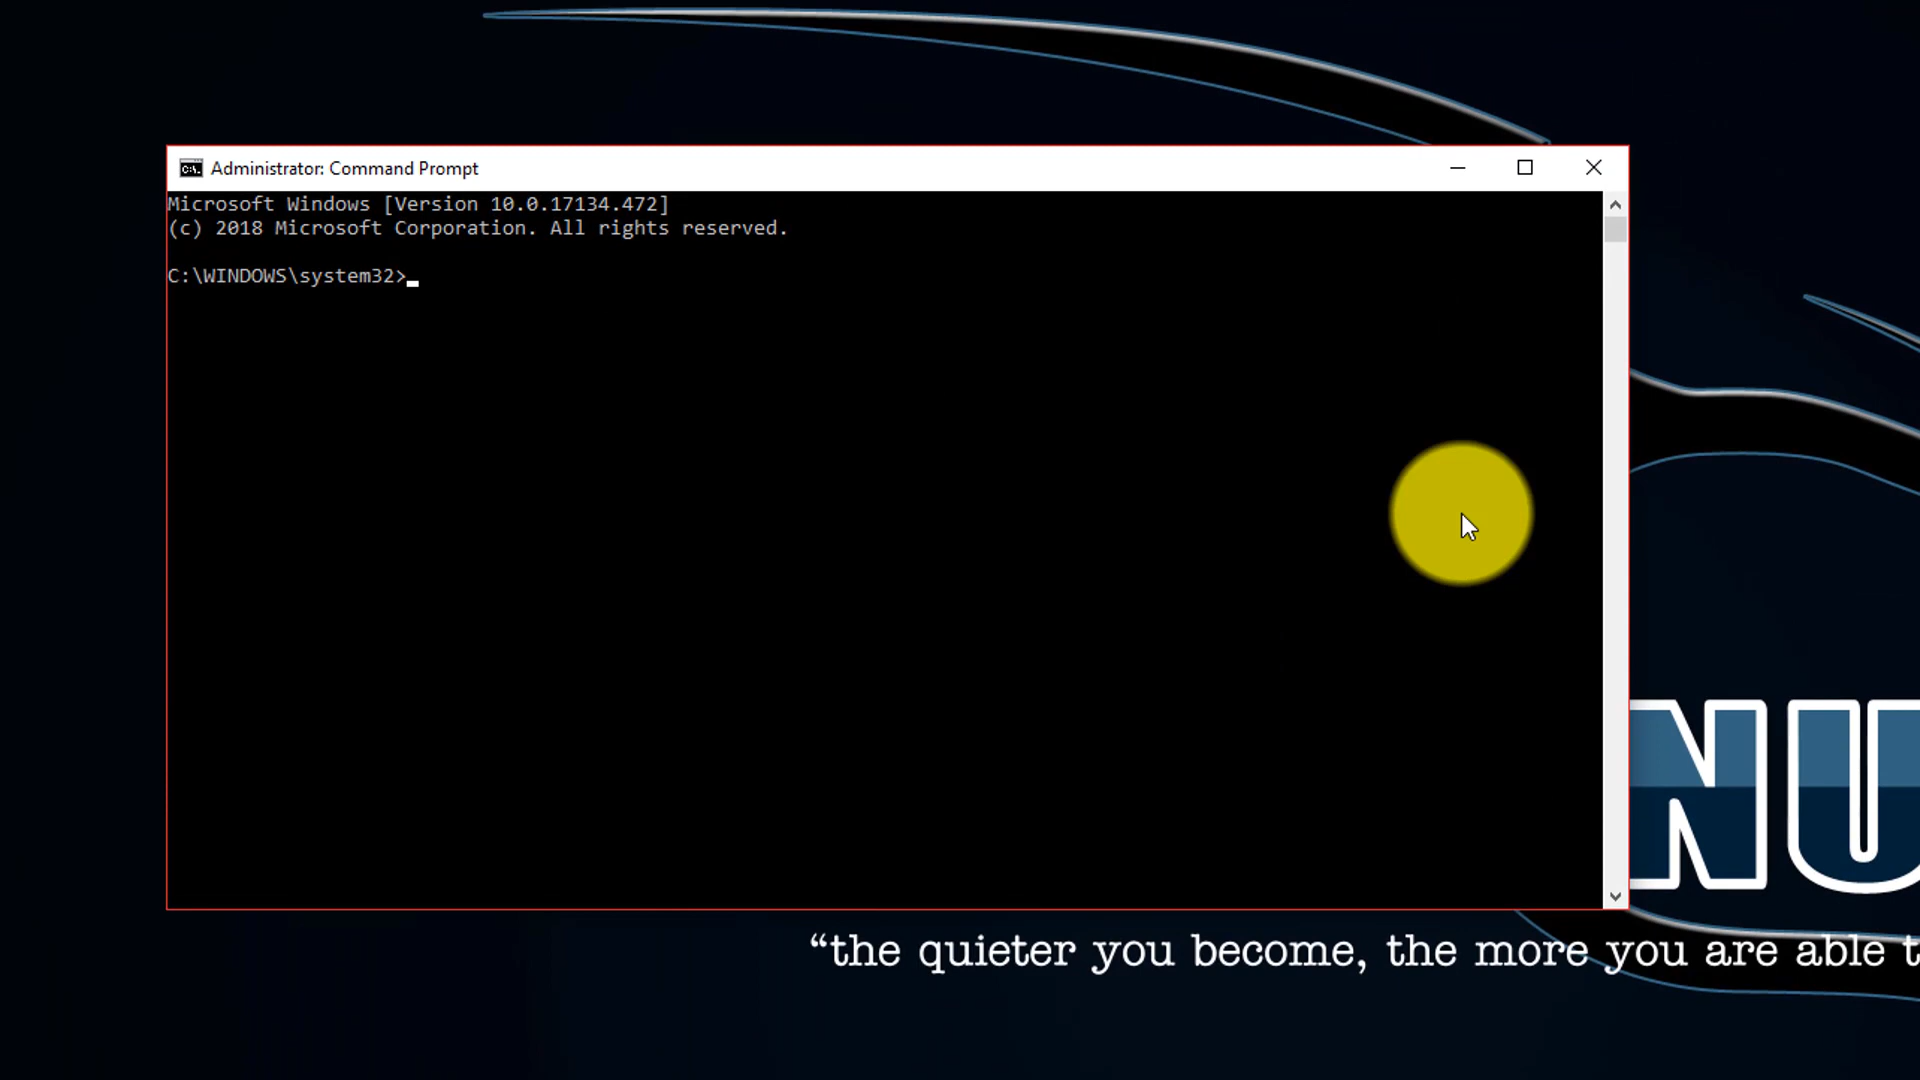 Administrator: Command Prompt
Microsoft Windows [Version 10.0.17134.472]
(c) 2018 Microsoft Corporation. All rights reserved.
C:\WINDOWS\system32>
NU
“the quieter you become, the more you are able t